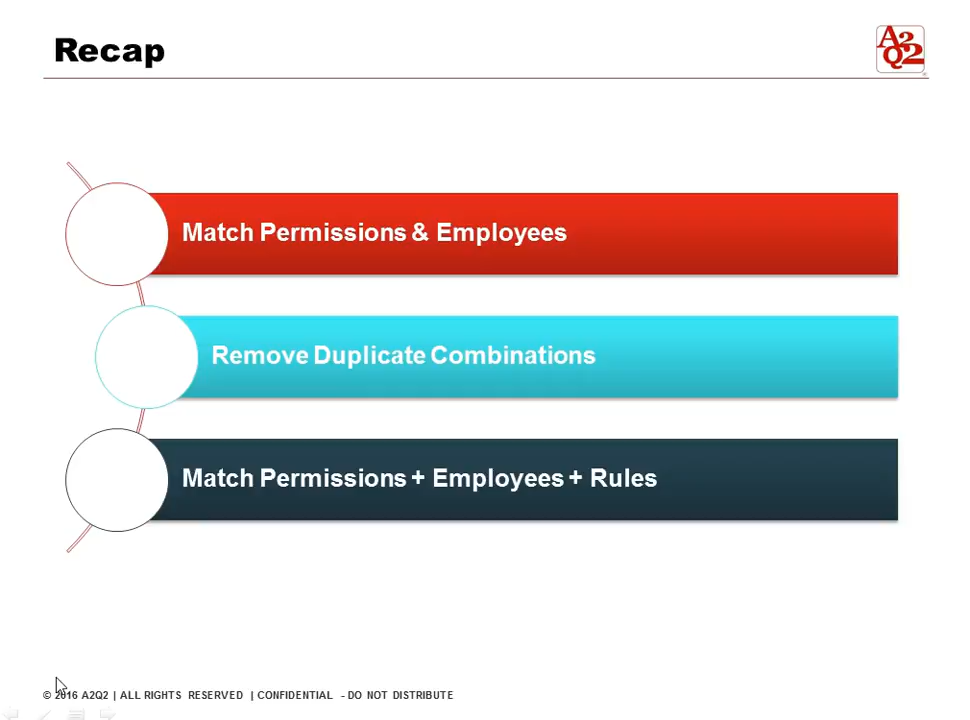 Recap
A2Q2
Match Permissions & Employees
Remove Duplicate Combinations
Match Permissions + Employees + Rules
© 2016 A2Q2 | ALL RIGHTS RESERVED | CONFIDENTIAL - DO NOT DISTRIBUTE